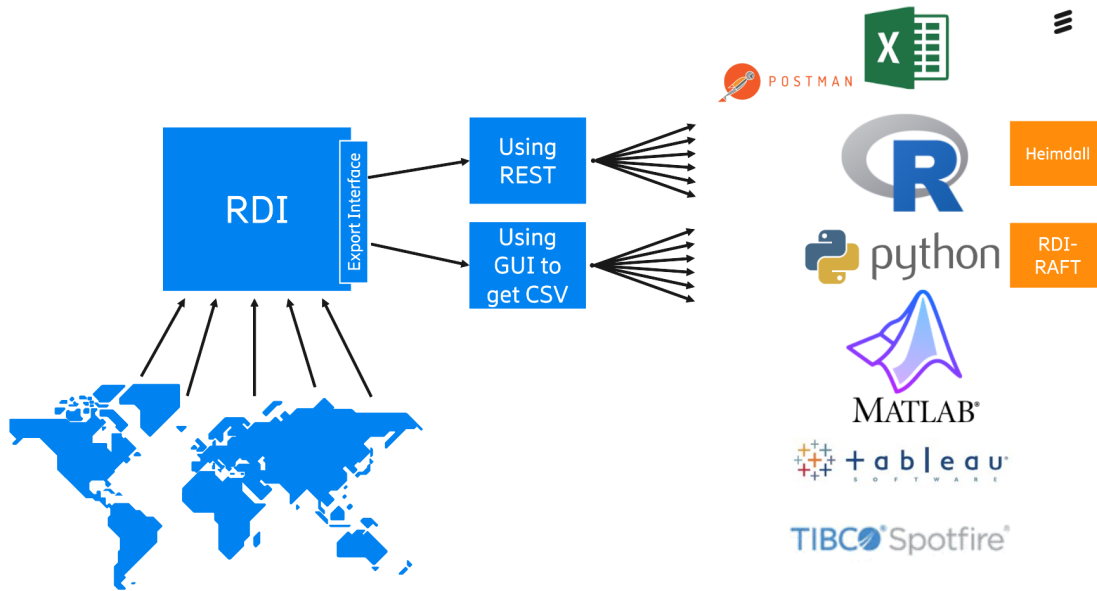 RDI
Export Interface
Using
REST
Using
GUI to
get CSV
POSTMAN
X
R
Heimdall
python
RDI-
RAFT
MATLAB®
+ableau®
SOFTWARE
TIBCO® Spotfire®